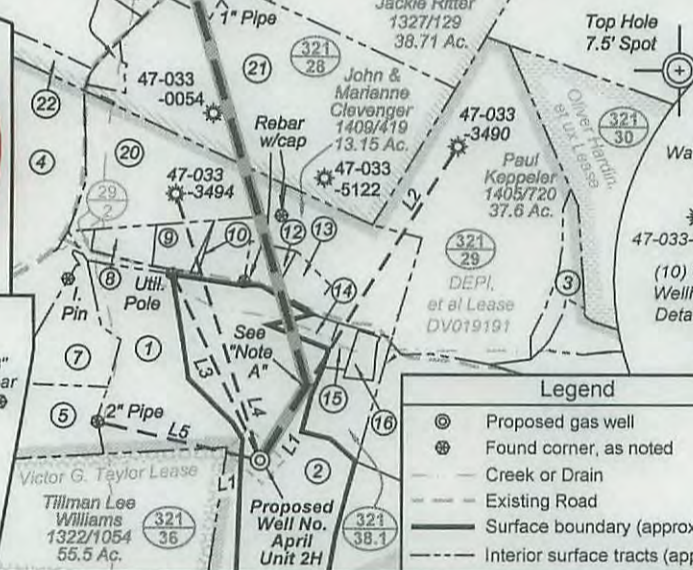 Jackie Ritter
1327/129
38.71 Ac.
1" Pipe
321
28
21
Top Hole
7.5' Spot
22
47-033
-0054
John &
Marianne
Clevenger
1409/419
13.15 Ac.
Rebar
w/cap
47-033
-3490
Oliver Hardin,
et ux Lease
321
30
4
20
47-033
-3494
47-033
-5122
Paul
Keppeler
1405/720
37.6 Ac.
Wa
29
2
L2
9
10
12
13
321
29
47-033-
8
Util.
Pole
DEPI,
et al Lease
DV019191
3
(10)
Well
Deta
I.
Pin
14
7
1
See
"Note
A"
L3
L4
15
16
"
ar
5
2" Pipe
L5
L1
2
Victor G. Taylor Lease
L1
Tillman Lee
Williams
1322/1054
55.5 Ac.
321
36
Proposed
Well No.
April
Unit 2H
321
38.1
Legend
Proposed gas well
Found corner, as noted
Creek or Drain
Existing Road
Surface boundary (approx
Interior surface tracts (app